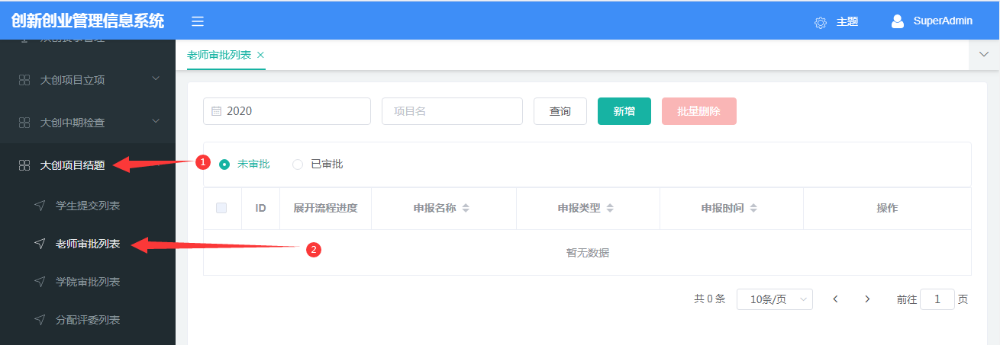 创新创业管理信息系统
主题
SuperAdmin
老师审批列表
大创项目立项
大创中期检查
大创项目结题
1
学生提交列表
老师审批列表
2
学院审批列表
分配评委列表
2020
项目名
查询
新增
批量删除
未审批
已审批
ID
展开流程进度
申报名称
申报类型
申报时间
操作
暂无数据
共 0 条
10条/页
前往 1 页